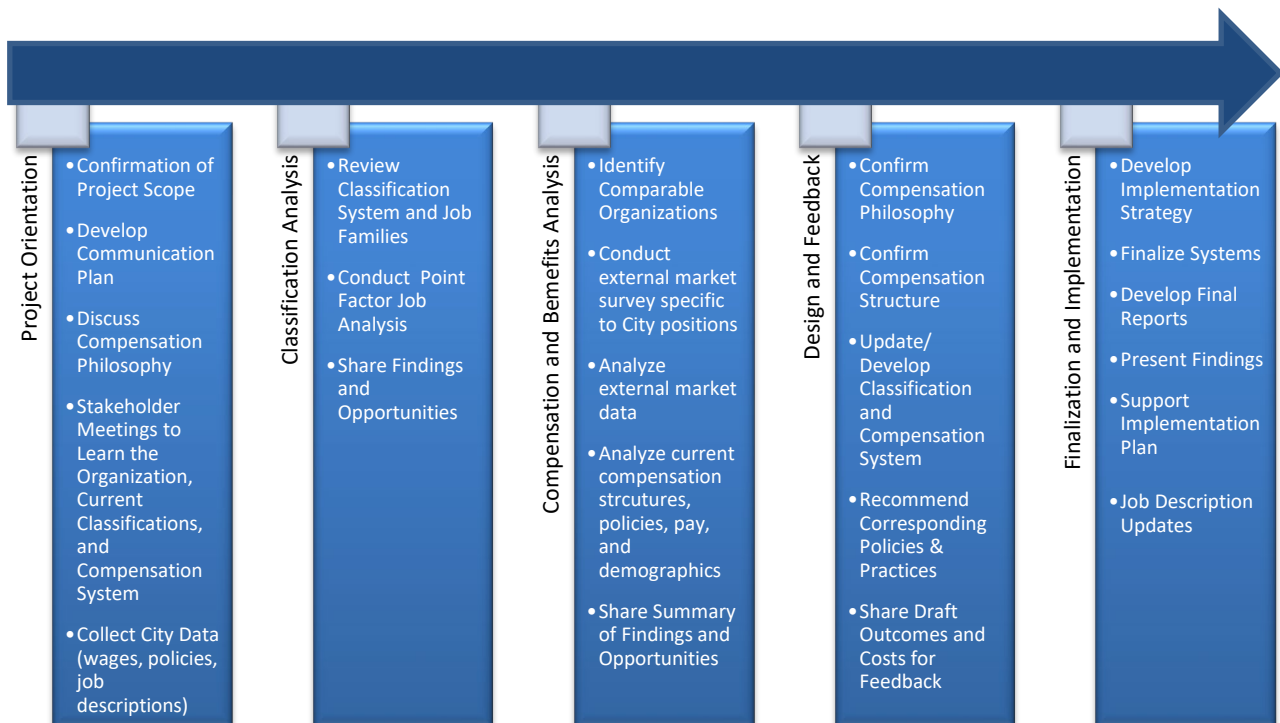 Project Orientation
•Confirmation of
Project Scope
•Develop
Communication
Plan
•Discuss
Compensation
Philosophy
•Stakeholder
Meetings to
Learn the
Organization,
Current
Classifications,
and
Compensation
System
•Collect City Data
(wages, policies,
job
descriptions)
Classification Analysis
•Review
Classification
System and Job
Families
•Conduct Point
Factor Job
Analysis
•Share Findings
and
Opportunities
Compensation and Benefits Analysis
•Identify
Comparable
Organizations
•Conduct
external market
survey specific
to City positions
•Analyze
external market
data
•Analyze current
compensation
strcutures,
policies, pay,
and
demographics
•Share Summary
of Findings and
Opportunities
Design and Feedback
•Confirm
Compensation
Philosophy
•Confirm
Compensation
Structure
•Update/
Develop
Classification
and
Compensation
System
•Recommend
Corresponding
Policies &
Practices
•Share Draft
Outcomes and
Costs for
Feedback
Finalization and Implementation
•Develop
Implementation
Strategy
•Finalize Systems
•Develop Final
Reports
•Present Findings
•Support
Implementation
Plan
•Job Description
Updates